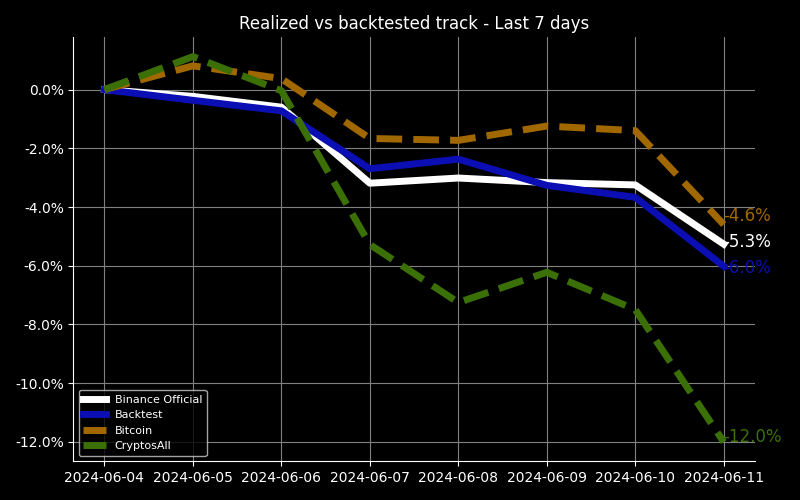 Realized vs backtested track - Last 7 days
0.0%
-2.0%
-4.0%
-6.0%
-8.0%
-10.0%
-12.0%
-4.6%
-5.3%
-6.0%
-12.0%
Binance Official
Backtest
Bitcoin
CryptosAll
2024-06-04 2024-06-05 2024-06-06 2024-06-07 2024-06-08 2024-06-09 2024-06-10 2024-06-11